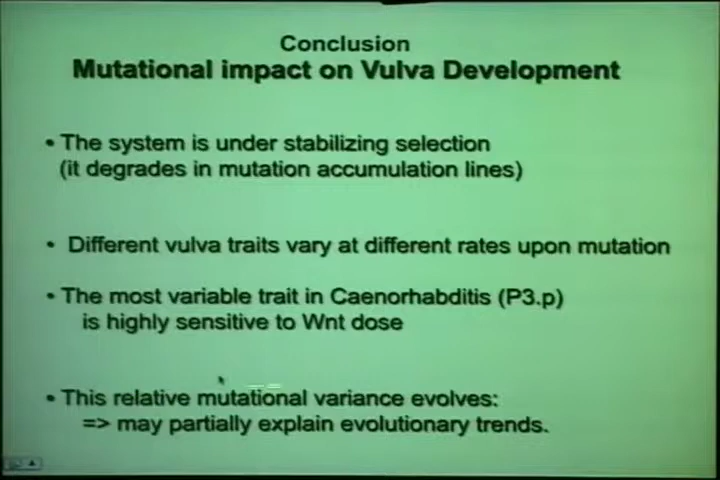 Conclusion
Mutational impact on Vulva Development
• The system is under stabilizing selection
(it degrades in mutation accumulation lines)
• Different vulva traits vary at different rates upon mutation
• The most variable trait in Caenorhabditis (P3.p)
is highly sensitive to Wnt dose
• This relative mutational variance evolves:
=> may partially explain evolutionary trends.